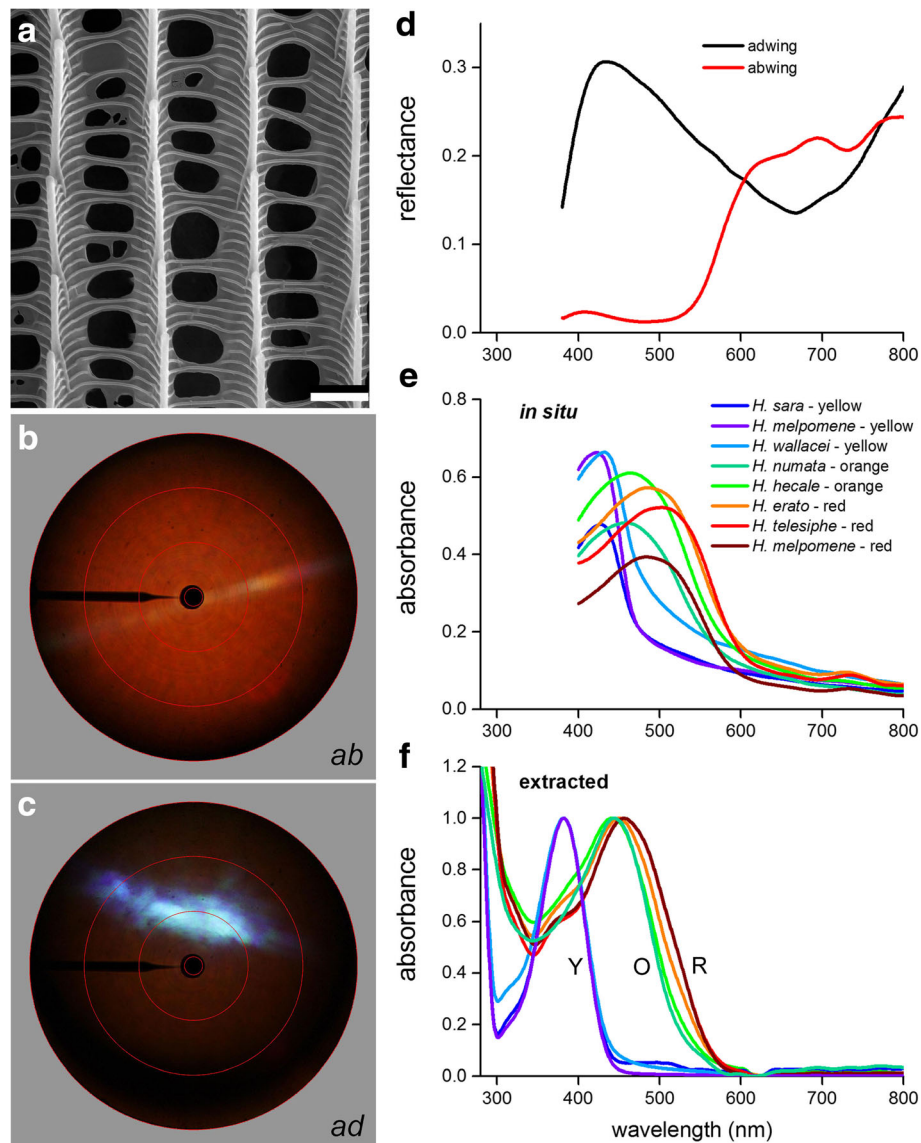 a
b
ab
c
ad
d
adwing
abwing
reflectance
0.3
0.2
0.1
0.0
300 400 500 600 700 800
e
in situ
H. sara - yellow
H. melpomene - yellow
H. wallacei - yellow
H. numata - orange
H. hecale - orange
H. erato - red
H. telesiphe - red
H. melpomene - red
absorbance
0.8
0.6
0.4
0.2
0.0
300 400 500 600 700 800
f
extracted
absorbance
1.2
1.0
0.8
0.6
0.4
0.2
0.0
Y O R
300 400 500 600 700 800
wavelength (nm)